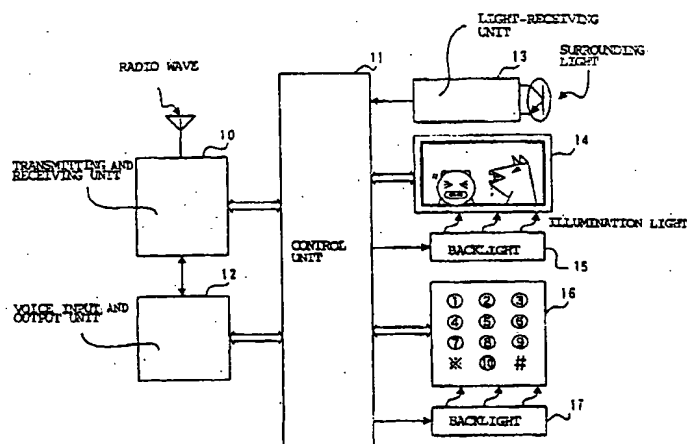 LIGHT-RECEIVING
UNIT
13
SURROUNDING
LIGHT
11
RADIO WAVE
10
TRANSMITTING AND
RECEIVING UNIT
14
ILLUMINATION LIGHT
CONTROL
UNIT
BACKLIGHT
15
12
VOICE INPUT AND
OUTPUT UNIT
16
① ② ③
④ ⑤ ⑥
⑦ ⑧ ⑨
※ ⑩ #
BACKLIGHT
17